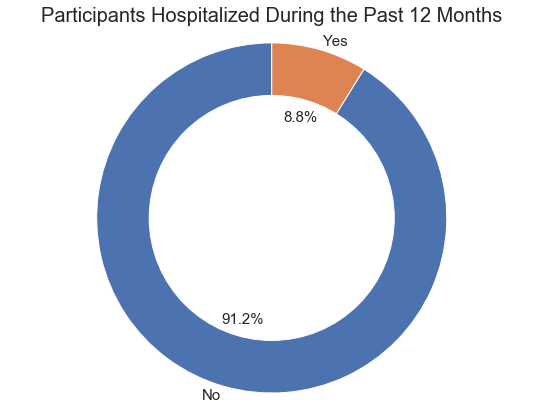 Participants Hospitalized During the Past 12 Months
Yes
8.8%
91.2%
No